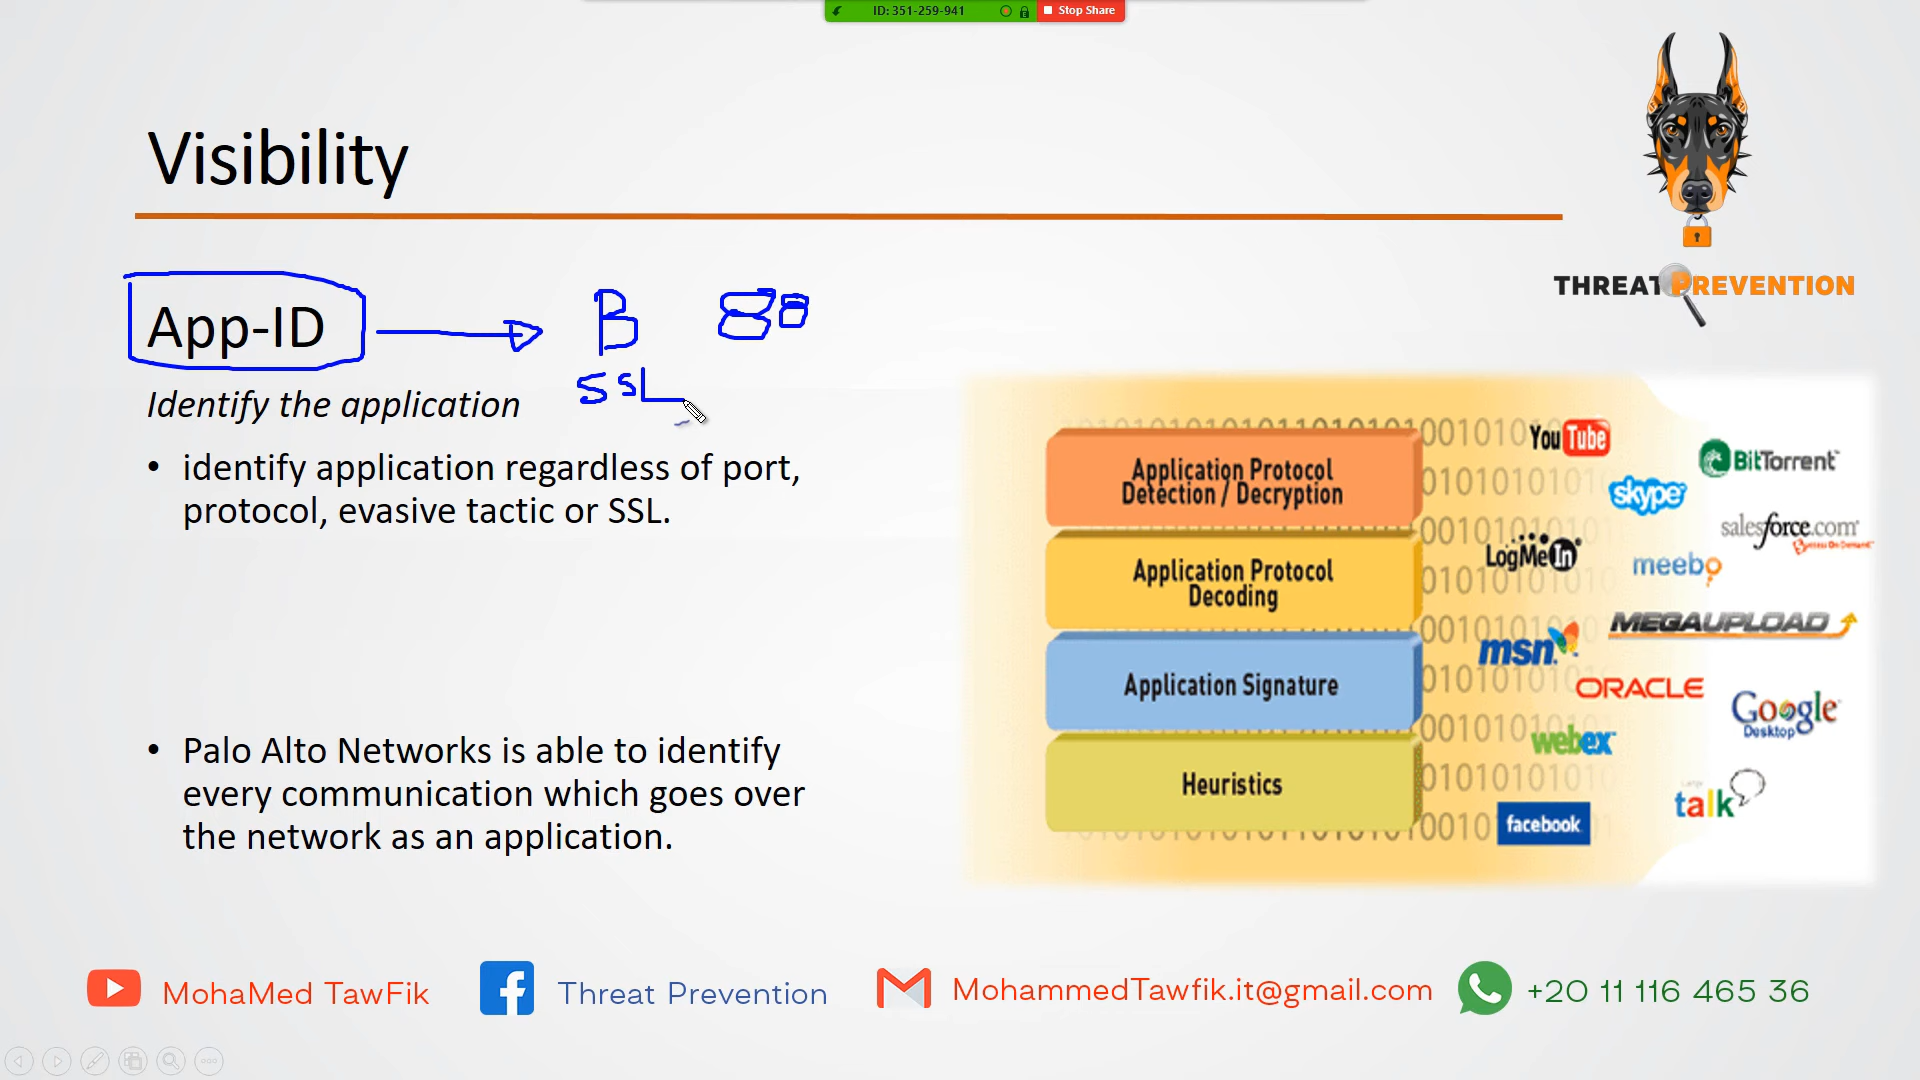 ID: 351-259-941
Stop Share
Visibility
THREAT PREVENTION
App-ID
B 80
SSL
Identify the application
• identify application regardless of port,
protocol, evasive tactic or SSL.
• Palo Alto Networks is able to identify
every communication which goes over
the network as an application.
Application Protocol
Detection / Decryption
Application Protocol
Decoding
Application Signature
Heuristics
YouTube
BitTorrent
skype
salesforce.com
Success On Demand
LogMeIn
meebo
MEGAUPLOAD
msn
ORACLE
Google
Desktop
webex
talk
facebook
MohaMed TawFik
Threat Prevention
MohammedTawfik.it@gmail.com
+20 11 116 465 36